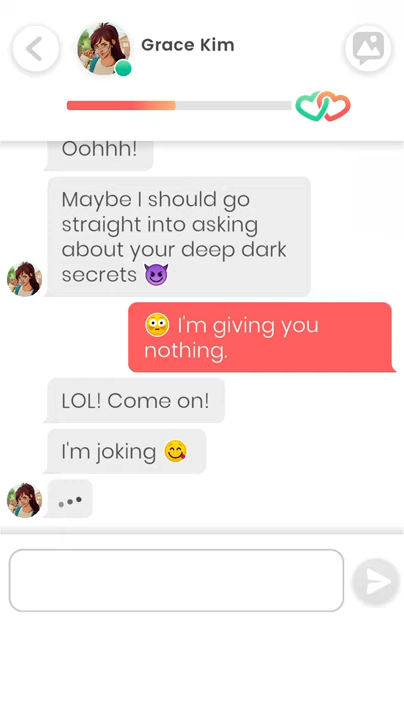 Grace Kim
Oohhh!
Maybe I should go
straight into asking
about your deep dark
secrets 😈
😳 I'm giving you
nothing.
LOL! Come on!
I'm joking 😋